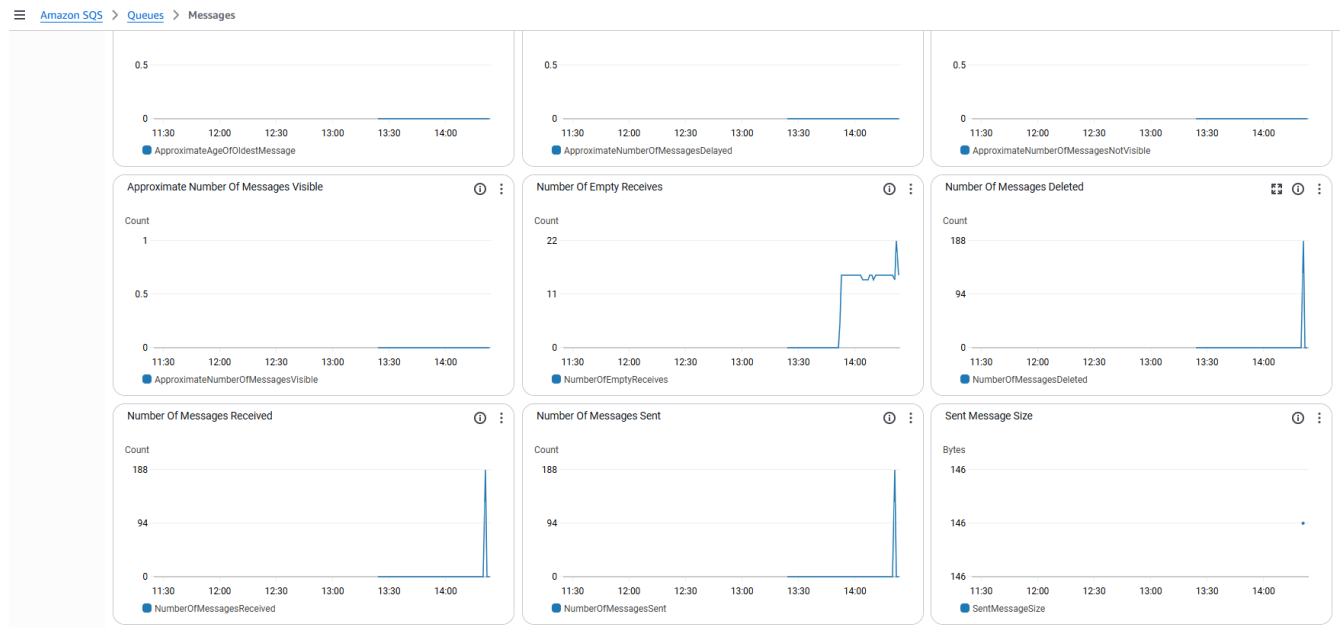 Amazon SQS > Queues > Messages
0.5
0
11:30 12:00 12:30 13:00 13:30 14:00
ApproximateAgeOfOldestMessage
0.5
0
11:30 12:00 12:30 13:00 13:30 14:00
ApproximateNumberOfMessagesDelayed
0.5
0
11:30 12:00 12:30 13:00 13:30 14:00
ApproximateNumberOfMessagesNotVisible
Approximate Number Of Messages Visible
Count
1
0.5
0
11:30 12:00 12:30 13:00 13:30 14:00
ApproximateNumberOfMessagesVisible
Number Of Empty Receives
Count
22
11
0
11:30 12:00 12:30 13:00 13:30 14:00
NumberOfEmptyReceives
Number Of Messages Deleted
Count
188
94
0
11:30 12:00 12:30 13:00 13:30 14:00
NumberOfMessagesDeleted
Number Of Messages Received
Count
188
94
0
11:30 12:00 12:30 13:00 13:30 14:00
NumberOfMessagesReceived
Number Of Messages Sent
Count
188
94
0
11:30 12:00 12:30 13:00 13:30 14:00
NumberOfMessagesSent
Sent Message Size
Bytes
146
146
146
11:30 12:00 12:30 13:00 13:30 14:00
SentMessageSize